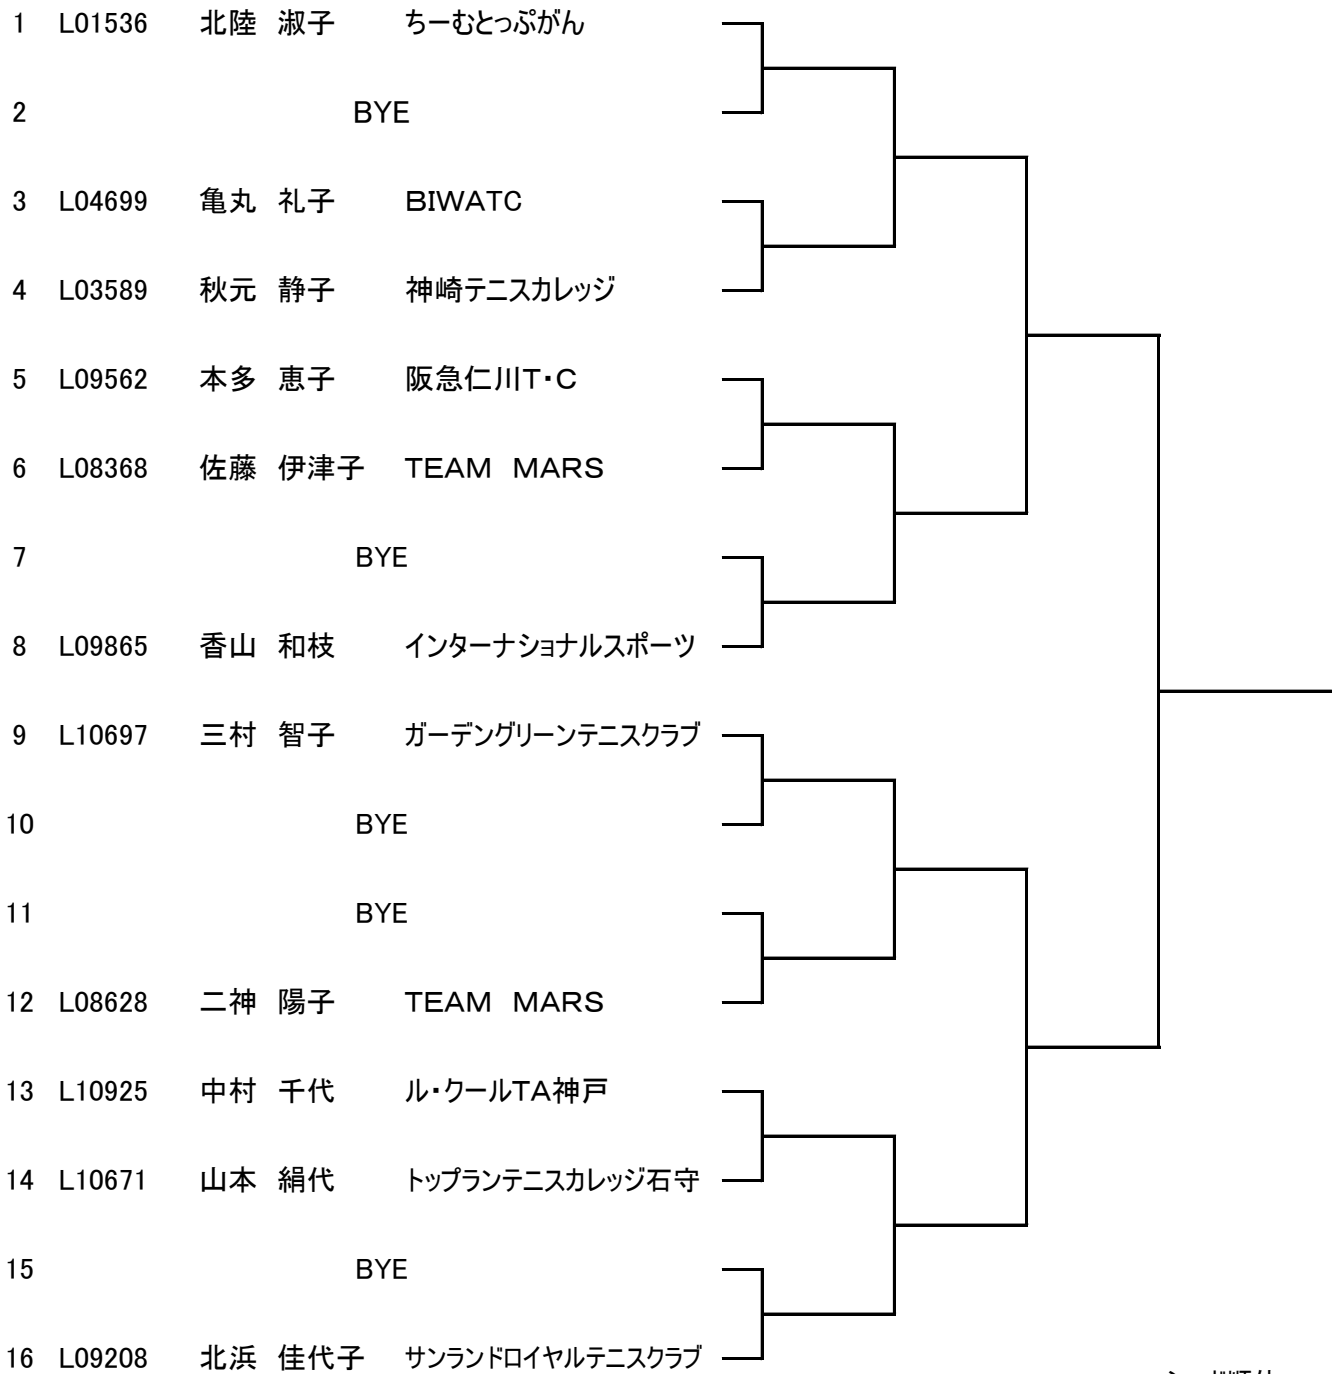 1 L01536 北陸 淑子 ちーむとっぷがん
2 BYE
3 L04699 亀丸 礼子 BIWATC
4 L03589 秋元 静子 神崎テニスカレッジ
5 L09562 本多 恵子 阪急仁川T・C
6 L08368 佐藤 伊津子 TEAM MARS
7 BYE
8 L09865 香山 和枝 インターナショナルスポーツ
9 L10697 三村 智子 ガーデングリーンテニスクラブ
10 BYE
11 BYE
12 L08628 二神 陽子 TEAM MARS
13 L10925 中村 千代 ル・クールTA神戸
14 L10671 山本 絹代 トップランテニスカレッジ石守
15 BYE
16 L09208 北浜 佳代子 サンランドロイヤルテニスクラブ